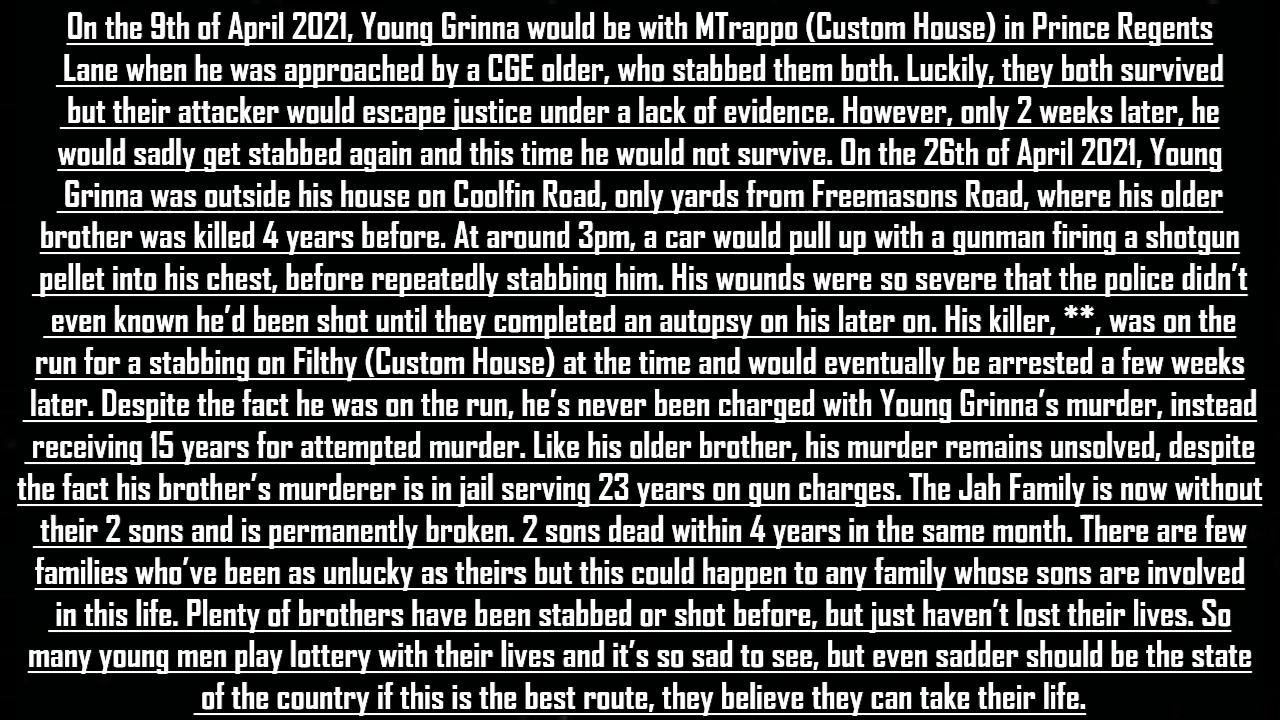 On the 9th of April 2021, Young Grinna would be with MTrappo (Custom House) in Prince Regents
Lane when he was approached by a CGE older, who stabbed them both. Luckily, they both survived
but their attacker would escape justice under a lack of evidence. However, only 2 weeks later, he
would sadly get stabbed again and this time he would not survive. On the 26th of April 2021, Young
Grinna was outside his house on Coolfin Road, only yards from Freemasons Road, where his older
brother was killed 4 years before. At around 3pm, a car would pull up with a gunman firing a shotgun
pellet into his chest, before repeatedly stabbing him. His wounds were so severe that the police didn't
even known he'd been shot until they completed an autopsy on his later on. His killer, **, was on the
run for a stabbing on Filthy (Custom House) at the time and would eventually be arrested a few weeks
later. Despite the fact he was on the run, he's never been charged with Young Grinna's murder, instead
receiving 15 years for attempted murder. Like his older brother, his murder remains unsolved, despite
the fact his brother's murderer is in jail serving 23 years on gun charges. The Jah Family is now without
their 2 sons and is permanently broken. 2 sons dead within 4 years in the same month. There are few
families who've been as unlucky as theirs but this could happen to any family whose sons are involved
in this life. Plenty of brothers have been stabbed or shot before, but just haven't lost their lives. So
many young men play lottery with their lives and it's so sad to see, but even sadder should be the state
of the country if this is the best route, they believe they can take their life.